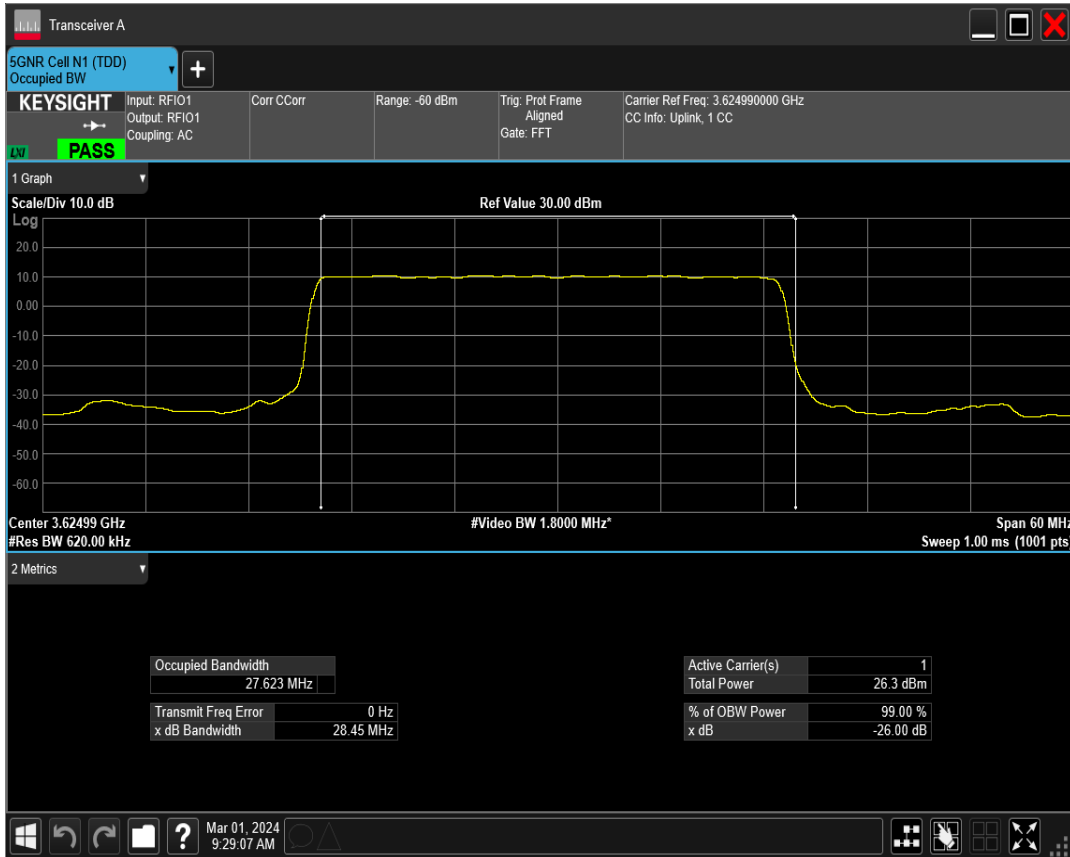 Transceiver A
5GNR Cell N1 (TDD)
Occupied BW
+
KEYSIGHT
LXI
PASS
Input: RFIO1
Output: RFIO1
Coupling: AC
Corr CCorr
Range: -60 dBm
Trig: Prot Frame
Aligned
Gate: FFT
Carrier Ref Freq: 3.624990000 GHz
CC Info: Uplink, 1 CC
1 Graph
Scale/Div 10.0 dB
Ref Value 30.00 dBm
Log
20.0
10.0
0.00
-10.0
-20.0
-30.0
-40.0
-50.0
-60.0
Center 3.62499 GHz
#Video BW 1.8000 MHz*
Span 60 MHz
#Res BW 620.00 kHz
Sweep 1.00 ms (1001 pts)
2 Metrics
Occupied Bandwidth
27.623 MHz
Transmit Freq Error 0 Hz
x dB Bandwidth 28.45 MHz
Active Carrier(s) 1
Total Power 26.3 dBm
% of OBW Power 99.00 %
x dB -26.00 dB
?
Mar 01, 2024
9:29:07 AM